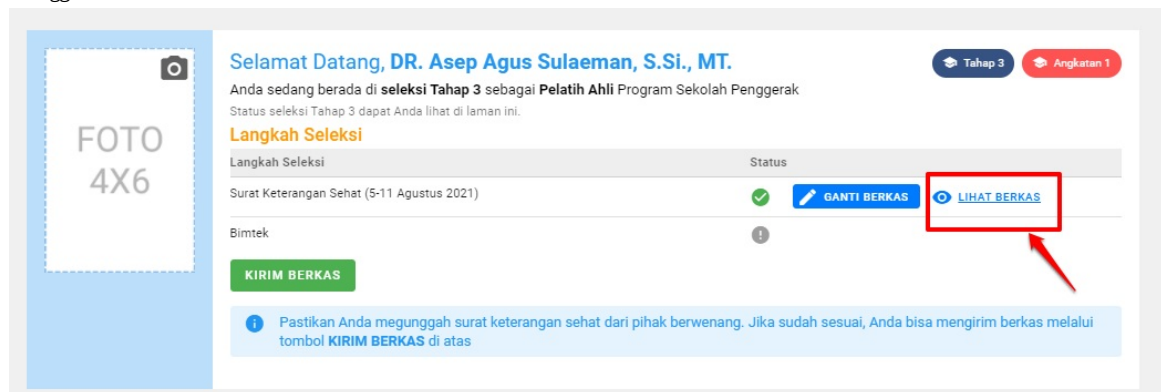 FOTO
4X6
Selamat Datang, DR. Asep Agus Sulaeman, S.Si., MT.
Tahap 3
Angkatan 1
Anda sedang berada di seleksi Tahap 3 sebagai Pelatih Ahli Program Sekolah Penggerak
Status seleksi Tahap 3 dapat Anda lihat di laman ini.
Langkah Seleksi
Langkah Seleksi Status
Surat Keterangan Sehat (5-11 Agustus 2021) GANTI BERKAS LIHAT BERKAS
Bimtek
KIRIM BERKAS
Pastikan Anda megunggah surat keterangan sehat dari pihak berwenang. Jika sudah sesuai, Anda bisa mengirim berkas melalui
tombol KIRIM BERKAS di atas